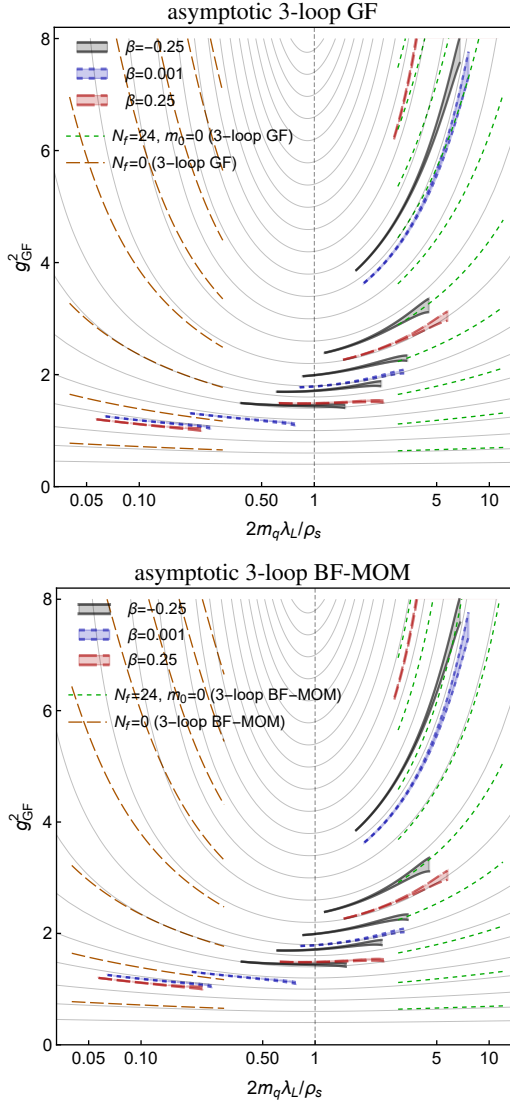 asymptotic 3-loop GF
8
β=-0.25
β=0.001
β=0.25
6
N_f=24, m_0=0 (3-loop GF)
N_f=0 (3-loop GF)
g²_GF
4
2
0
0.05 0.10 0.50 1 5 10
2m_qλ_L/ρ_s
asymptotic 3-loop BF-MOM
8
β=-0.25
β=0.001
β=0.25
6
N_f=24, m_0=0 (3-loop BF-MOM)
N_f=0 (3-loop BF-MOM)
g²_GF
4
2
0
0.05 0.10 0.50 1 5 10
2m_qλ_L/ρ_s